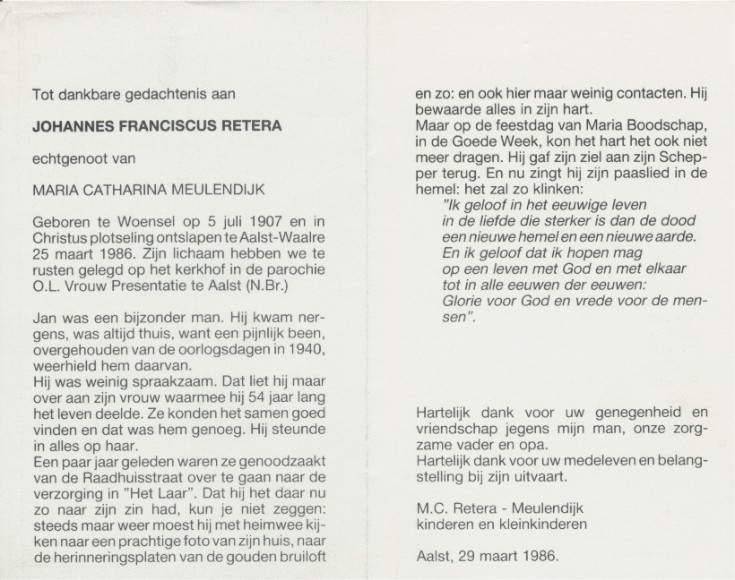 Tot dankbare gedachtenis aan
JOHANNES FRANCISCUS RETERA
echtgenoot van
MARIA CATHARINA MEULENDIJK
Geboren te Woensel op 5 juli 1907 en in
Christus plotseling ontslapen te Aalst-Waalre
25 maart 1986. Zijn lichaam hebben we te
rusten gelegd op het kerkhof in de parochie
O.L. Vrouw Presentatie te Aalst (N.Br.)
Jan was een bijzonder man. Hij kwam ner-
gens, was altijd thuis, want een pijnlijk been,
overgehouden van de oorlogsdagen in 1940,
weerhield hem daarvan.
Hij was weinig spraakzaam. Dat liet hij maar
over aan zijn vrouw waarmee hij 54 jaar lang
het leven deelde. Ze konden het samen goed
vinden en dat was hem genoeg. Hij steunde
in alles op haar.
Een paar jaar geleden waren ze genoodzaakt
van de Raadhuisstraat over te gaan naar de
verzorging in "Het Laar". Dat hij het daar nu
zo naar zijn zin had, kun je niet zeggen:
steeds maar weer moest hij met heimwee kij-
ken naar een prachtige foto van zijn huis, naar
de herinneringsplaten van de gouden bruiloft
en zo: en ook hier maar weinig contacten. Hij
bewaarde alles in zijn hart.
Maar op de feestdag van Maria Boodschap,
in de Goede Week, kon het hart het ook niet
meer dragen. Hij gaf zijn ziel aan zijn Schep-
per terug. En nu zingt hij zijn paaslied in de
hemel: het zal zo klinken:
"Ik geloof in het eeuwige leven
in de liefde die sterker is dan de dood
een nieuwe hemel en een nieuwe aarde.
En ik geloof dat ik hopen mag
op een leven met God en met elkaar
tot in alle eeuwen der eeuwen:
Glorie voor God en vrede voor de men-
sen".
Hartelijk dank voor uw genegenheid en
vriendschap jegens mijn man, onze zorg-
zame vader en opa.
Hartelijk dank voor uw medeleven en belang-
stelling bij zijn uitvaart.
M.C. Retera - Meulendijk
kinderen en kleinkinderen
Aalst, 29 maart 1986.